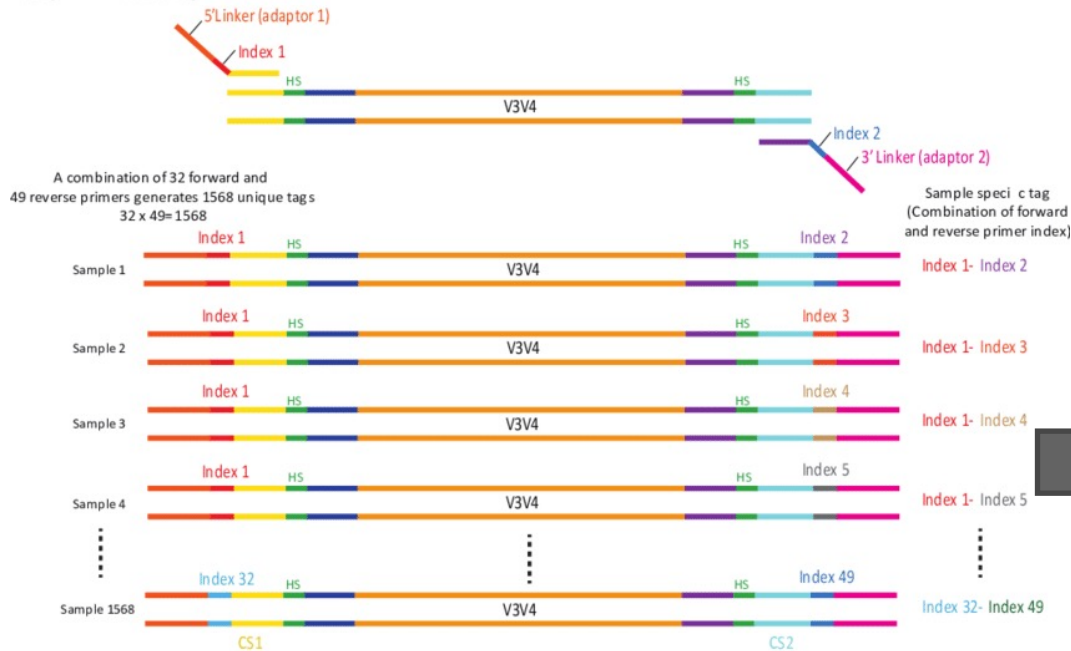 5'Linker (adaptor 1)
Index 1
HS
HS
V3V4
Index 2
3' Linker (adaptor 2)
A combination of 32 forward and
49 reverse primers generates 1568 unique tags
32 x 49=1568
Sample speci c tag
(Combination of forward
and reverse primer index)
Index 1
HS
HS
Index 2
Sample 1
V3V4
Index 1- Index 2
Index 1
HS
HS
Index 3
Sample 2
V3V4
Index 1- Index 3
Index 1
HS
HS
Index 4
Sample 3
V3V4
Index 1- Index 4
Index 1
HS
HS
Index 5
Sample 4
V3V4
Index 1- Index 5
Index 32
HS
HS
Index 49
Sample 1568
V3V4
Index 32- Index 49
CS1
CS2